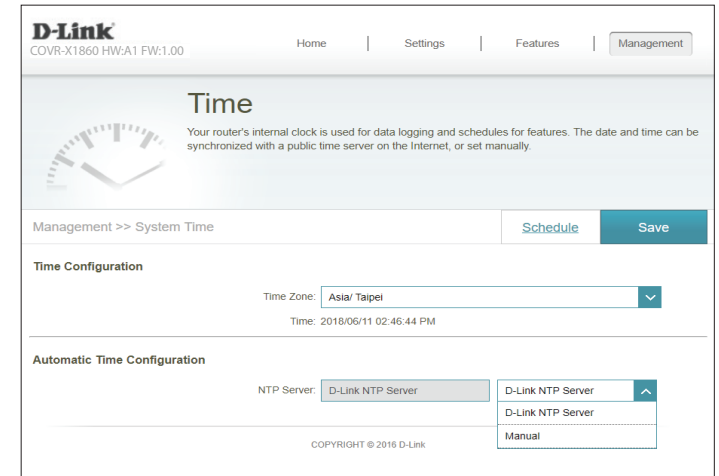 D-Link
COVR-X1860 HW:A1 FW:1.00
Home | Settings | Features | Management
Time
Your router's internal clock is used for data logging and schedules for features. The date and time can be
synchronized with a public time server on the Internet, or set manually.
Management >> System Time
Schedule
Save
Time Configuration
Time Zone: Asia/ Taipei
Time: 2018/06/11 02:46:44 PM
Automatic Time Configuration
NTP Server: D-Link NTP Server D-Link NTP Server
D-Link NTP Server
Manual
COPYRIGHT © 2016 D-Link